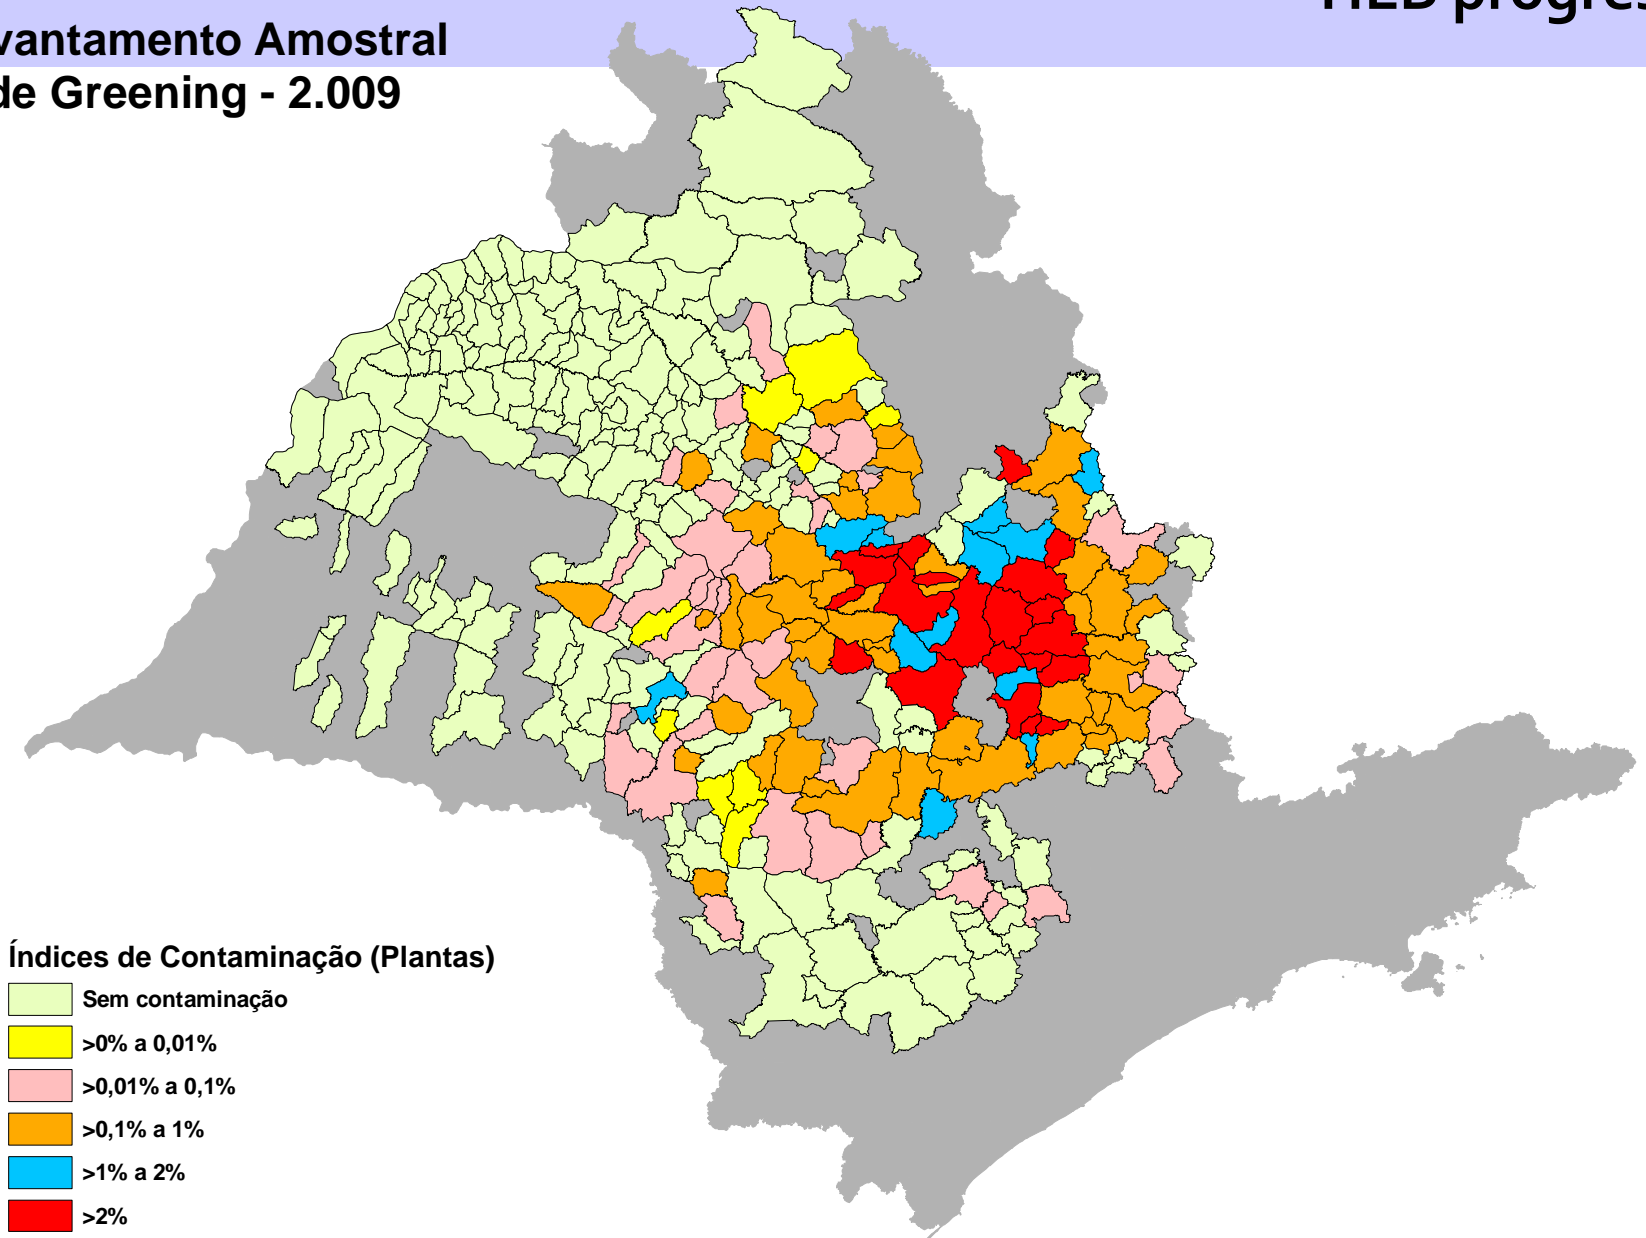 vantamento Amostral
de Greening - 2.009
Índices de Contaminação (Plantas)
Sem contaminação
>0% a 0,01%
>0,01% a 0,1%
>0,1% a 1%
>1% a 2%
>2%